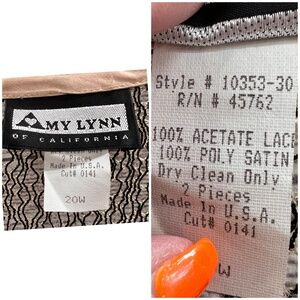 AMY LYNN
OF CALIFORNIA
2 Pieces
Made In U.S.A.
Cut# 0141
20W
Style # 10353-30
R/N # 45762
100% ACETATE LACE
100% POLY SATIN
Dry Clean Only
2 Pieces
Made In U.S.A.
Cut# 0141
W